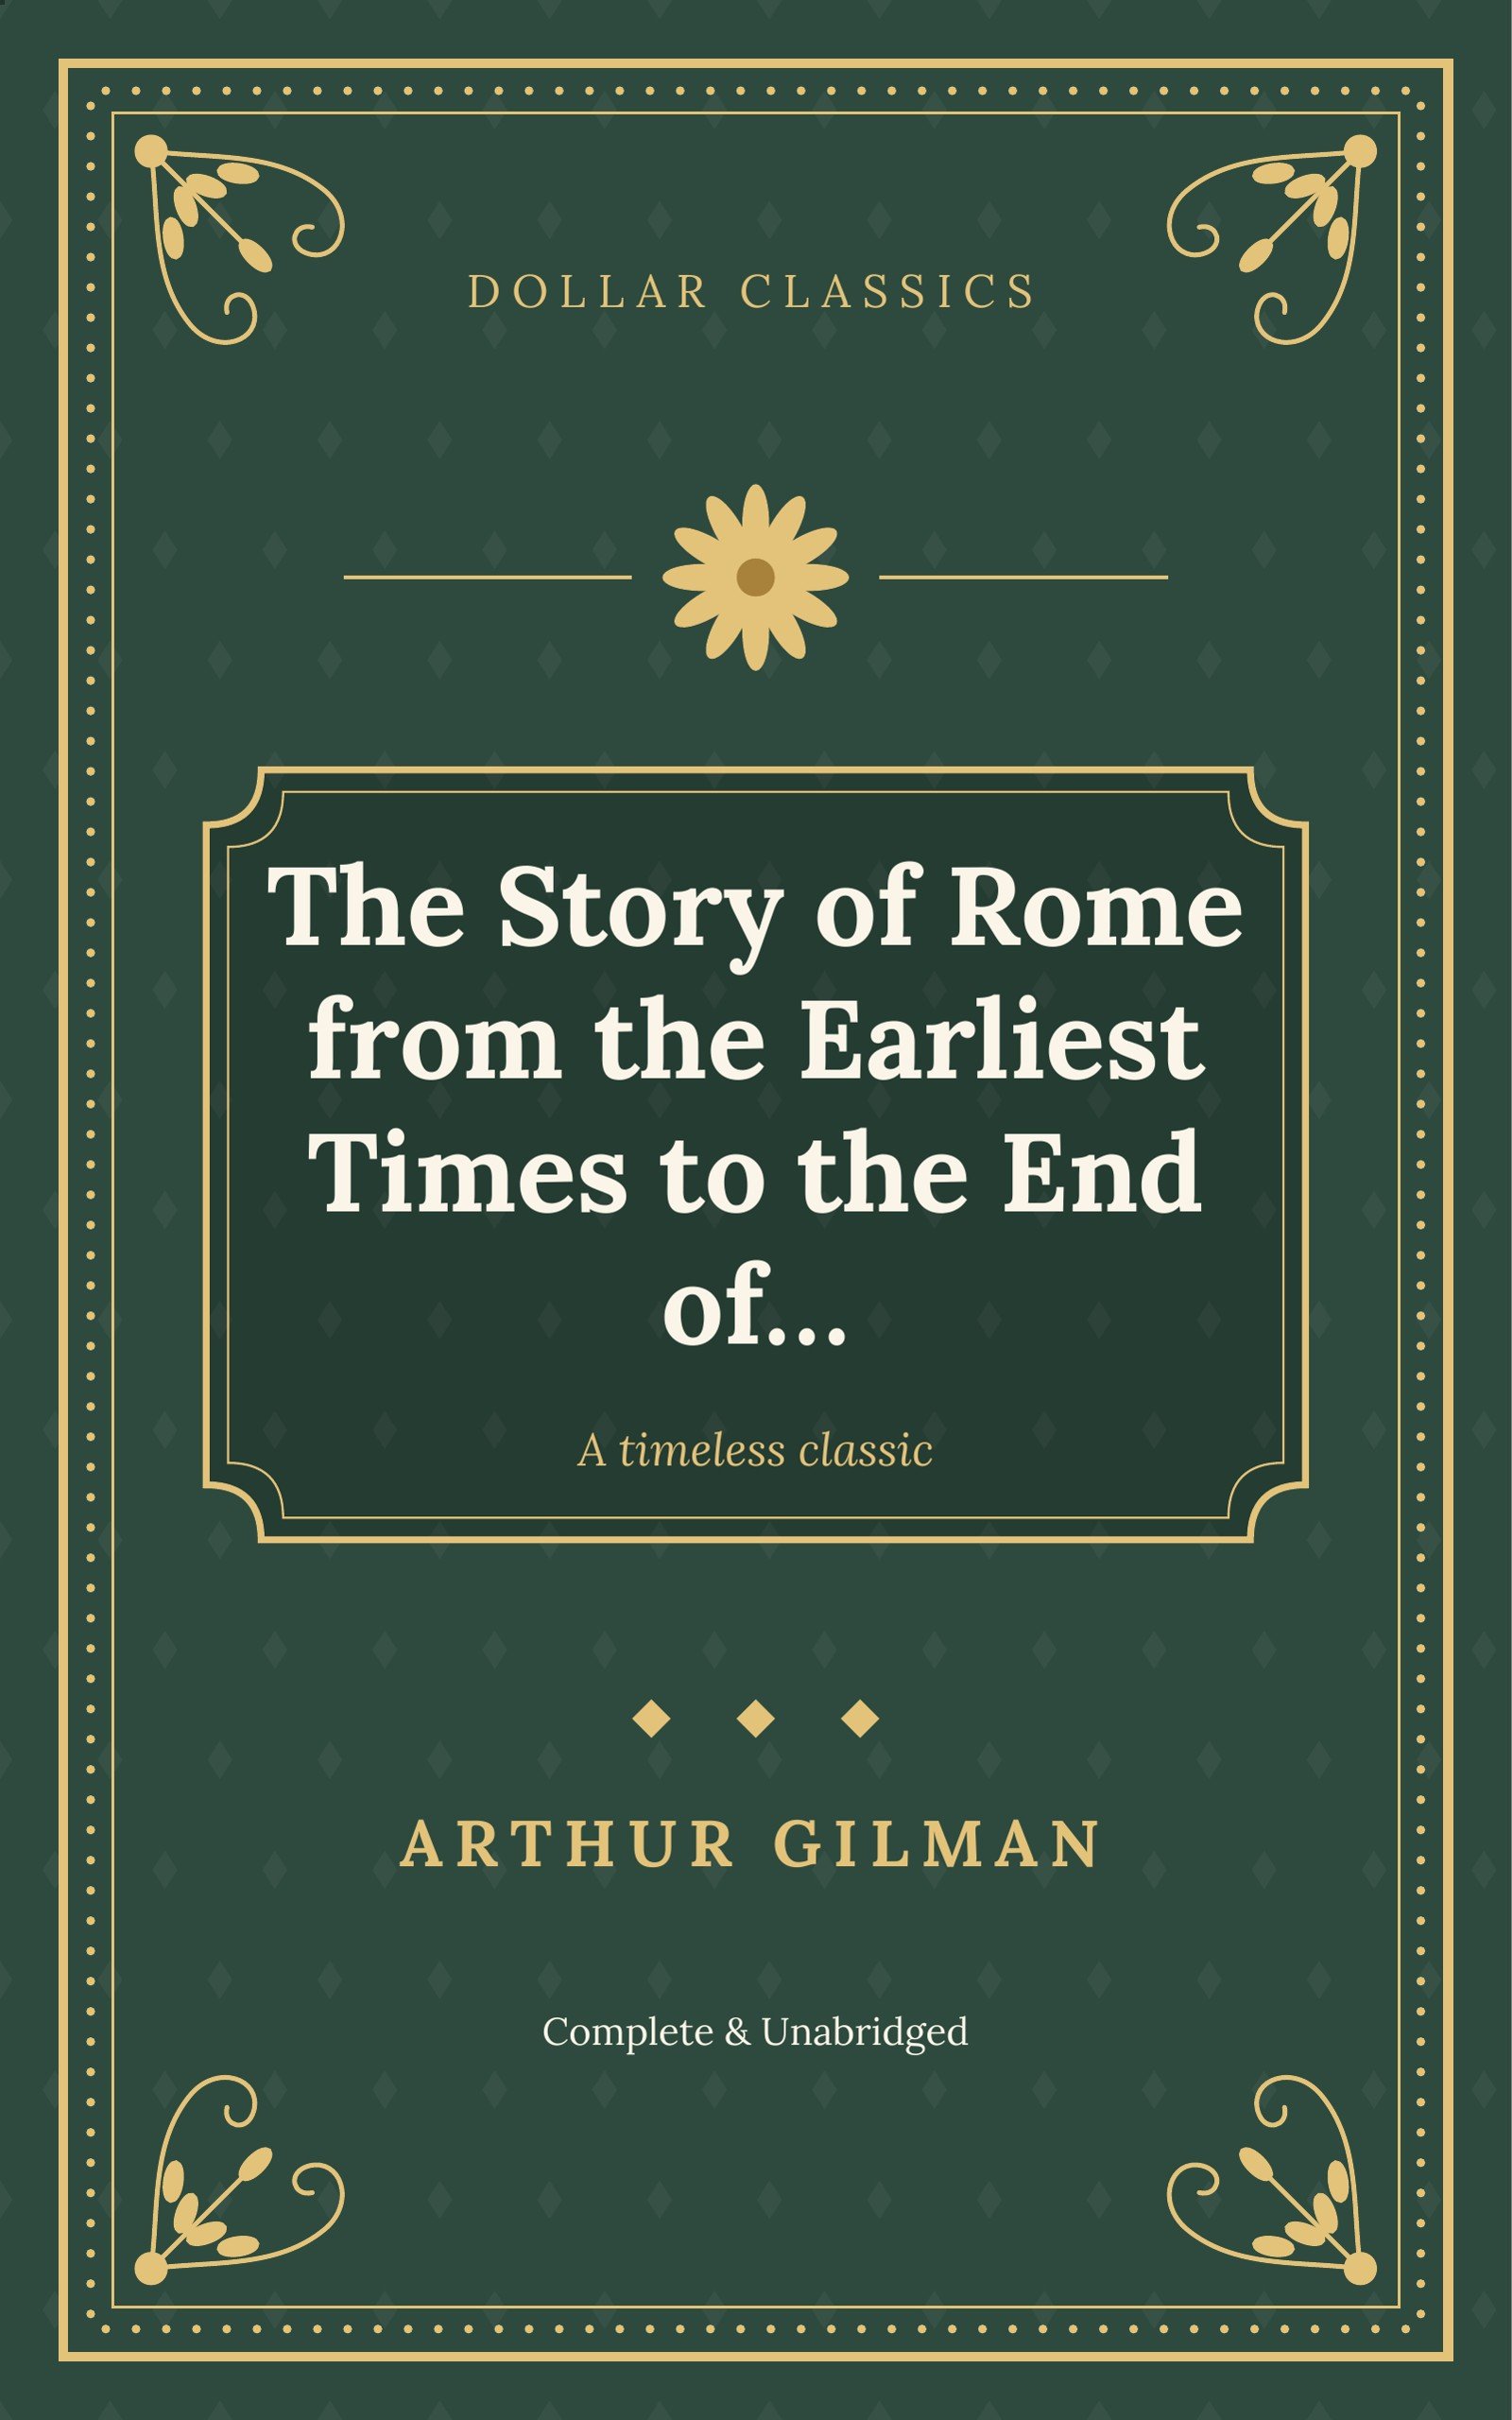 DOLLAR CLASSICS
The Story of Rome
from the Earliest
Times to the End
of...
A timeless classic
ARTHUR GILMAN
Complete & Unabridged